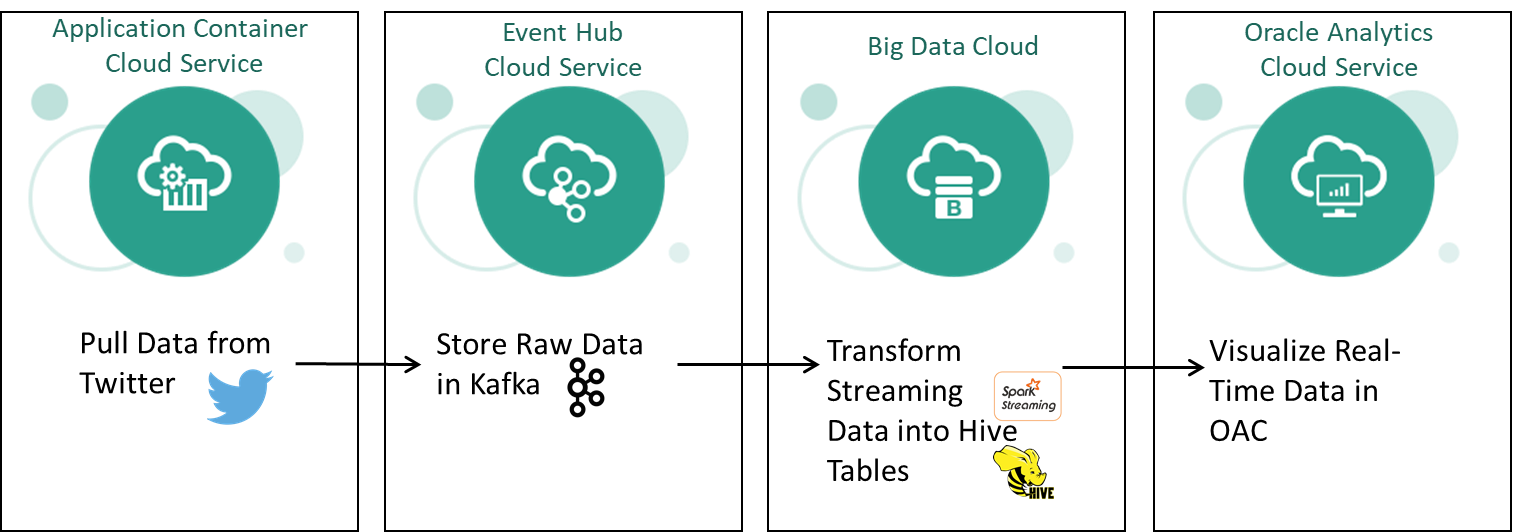 Application Container
Cloud Service
Pull Data from
Twitter
Event Hub
Cloud Service
Store Raw Data
in Kafka
Big Data Cloud
B
Transform
Streaming
Data into Hive
Tables
Spark
Streaming
HIVE
Oracle Analytics
Cloud Service
Visualize Real-
Time Data in
OAC